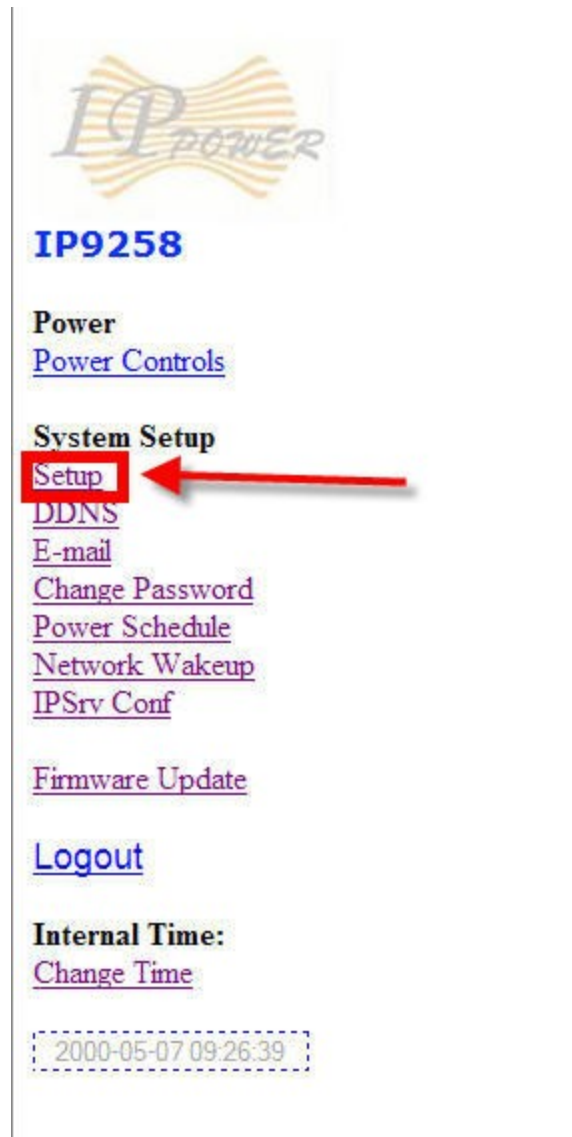 IP POWER
IP9258
Power
Power Controls
System Setup
Setup
DDNS
E-mail
Change Password
Power Schedule
Network Wakeup
IPSrv Conf
Firmware Update
Logout
Internal Time:
Change Time
2000-05-07 09:26:39